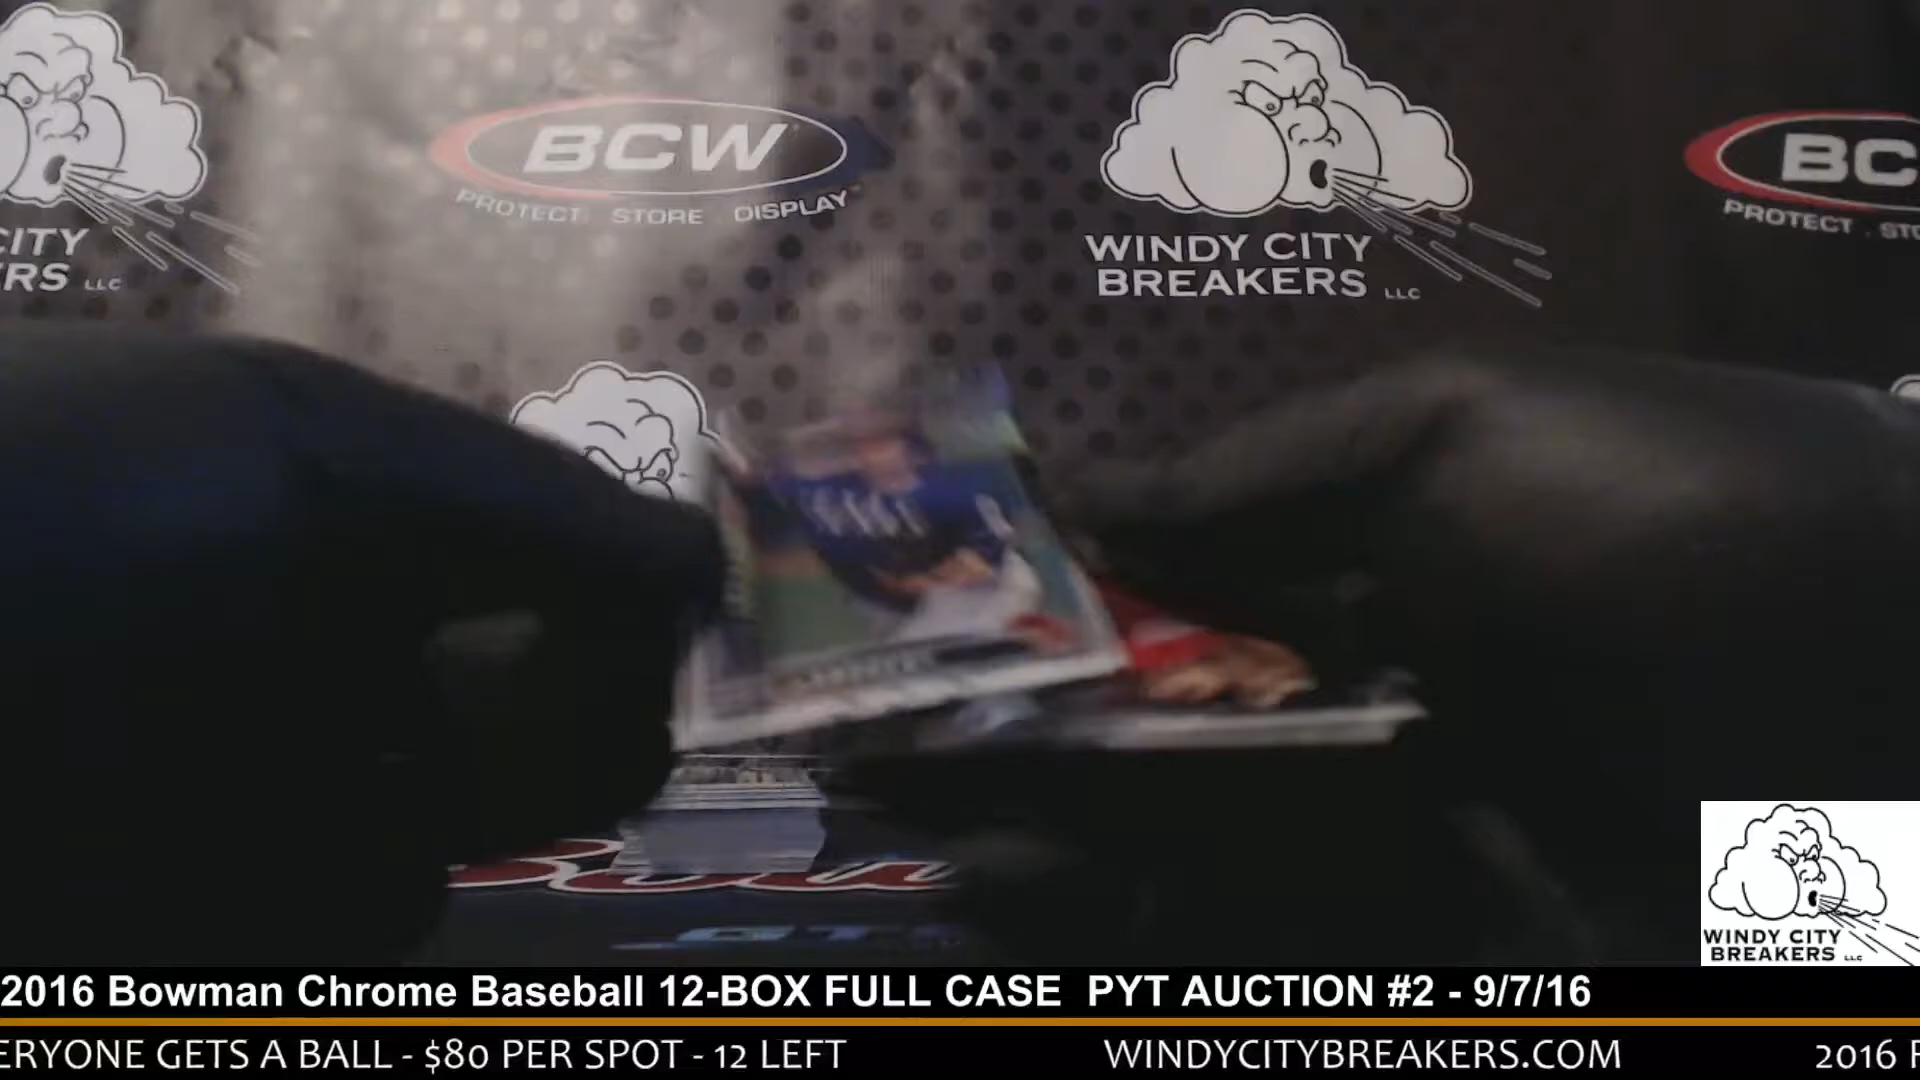 BCW
PROTECT STORE DISPLAY
WINDY CITY
BREAKERS LLC
BC
PROTECT . STO
CITY
ERS LLC
WINDY CITY
BREAKERS LLC
2016 Bowman Chrome Baseball 12-BOX FULL CASE PYT AUCTION #2 - 9/7/16
ERYONE GETS A BALL - $80 PER SPOT - 12 LEFT WINDYCITYBREAKERS.COM 2016 F